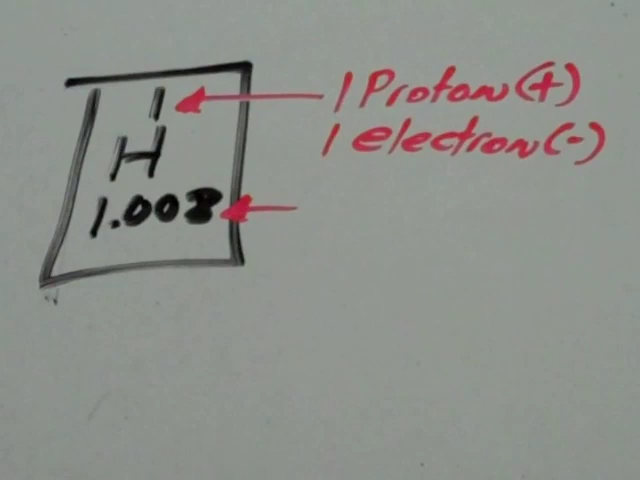 1
H
1.008
1 Proton (+)
1 electron (-)